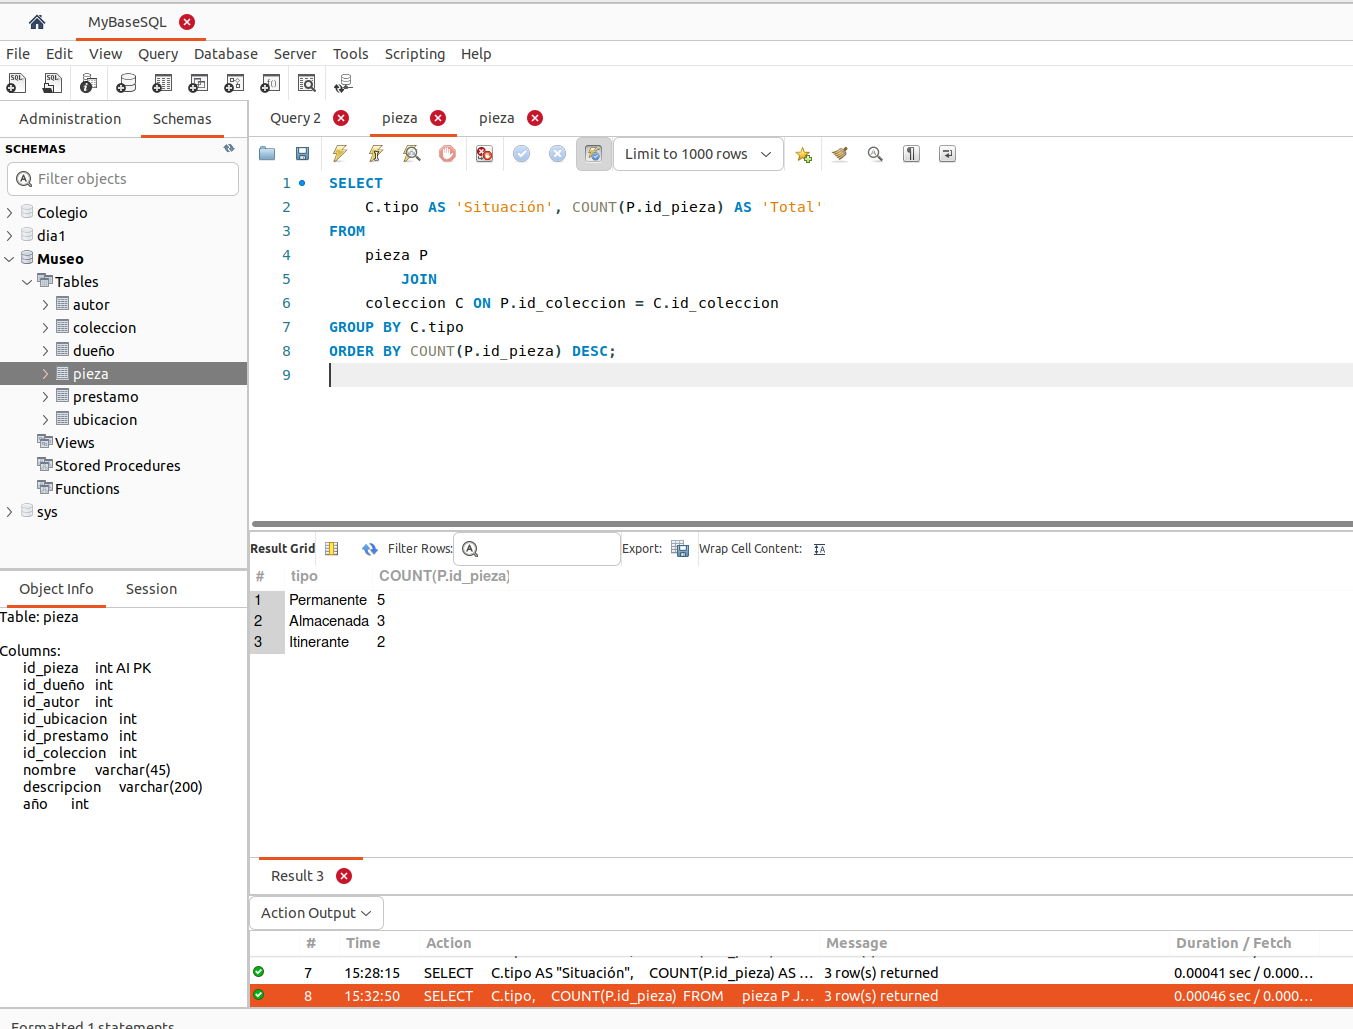 MyBaseSQL
File Edit View Query Database Server Tools Scripting Help
Administration Schemas
SCHEMAS
Filter objects
Colegio
dia1
Museo
Tables
autor
coleccion
dueño
pieza
prestamo
ubicacion
Views
Stored Procedures
Functions
sys
Object Info Session
Table: pieza
Columns:
id_pieza int AI PK
id_dueño int
id_autor int
id_ubicacion int
id_prestamo int
id_coleccion int
nombre varchar(45)
descripcion varchar(200)
año int
Query 2 pieza pieza
Limit to 1000 rows
1 SELECT
2 C.tipo AS 'Situación', COUNT(P.id_pieza) AS 'Total'
3 FROM
4 pieza P
5 JOIN
6 coleccion C ON P.id_coleccion = C.id_coleccion
7 GROUP BY C.tipo
8 ORDER BY COUNT(P.id_pieza) DESC;
9
Result Grid Filter Rows: Export: Wrap Cell Content:
# tipo COUNT(P.id_pieza)
1 Permanente 5
2 Almacenada 3
3 Itinerante 2
Result 3
Action Output
# Time Action Message Duration / Fetch
7 15:28:15 SELECT C.tipo AS "Situación", COUNT(P.id_pieza) AS ... 3 row(s) returned 0.00041 sec / 0.000...
8 15:32:50 SELECT C.tipo, COUNT(P.id_pieza) FROM pieza P J... 3 row(s) returned 0.00046 sec / 0.000...
Formatted 1 statements